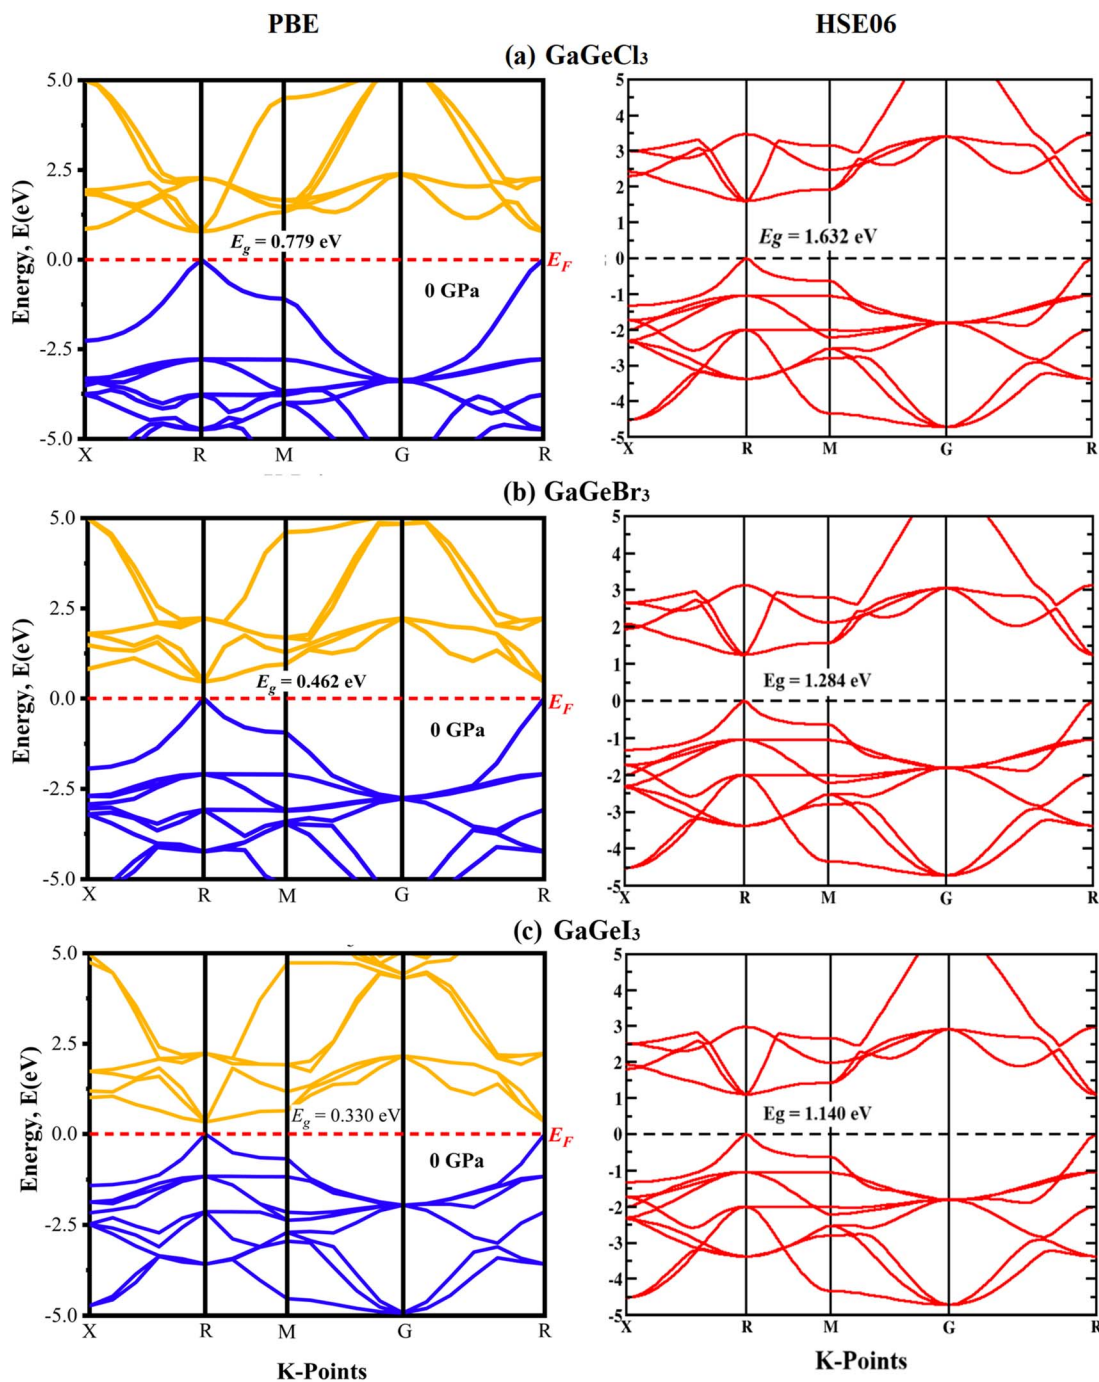 PBE
HSE06
(a) GaGeCl₃
Energy, E(eV)
5.0
2.5
0.0
-2.5
-5.0
E_g = 0.779 eV
E_F
0 GPa
X R M G R
5
4
3
2
1
0
-1
-2
-3
-4
-5
Eg = 1.632 eV
X R M G R
(b) GaGeBr₃
Energy, E(eV)
5.0
2.5
0.0
-2.5
-5.0
E_g = 0.462 eV
E_F
0 GPa
X R M G R
5
4
3
2
1
0
-1
-2
-3
-4
-5
Eg = 1.284 eV
X R M G R
(c) GaGeI₃
Energy, E(eV)
5.0
2.5
0.0
-2.5
-5.0
E_g = 0.330 eV
E_F
0 GPa
X R M G R
K-Points
5
4
3
2
1
0
-1
-2
-3
-4
-5
Eg = 1.140 eV
X R M G R
K-Points